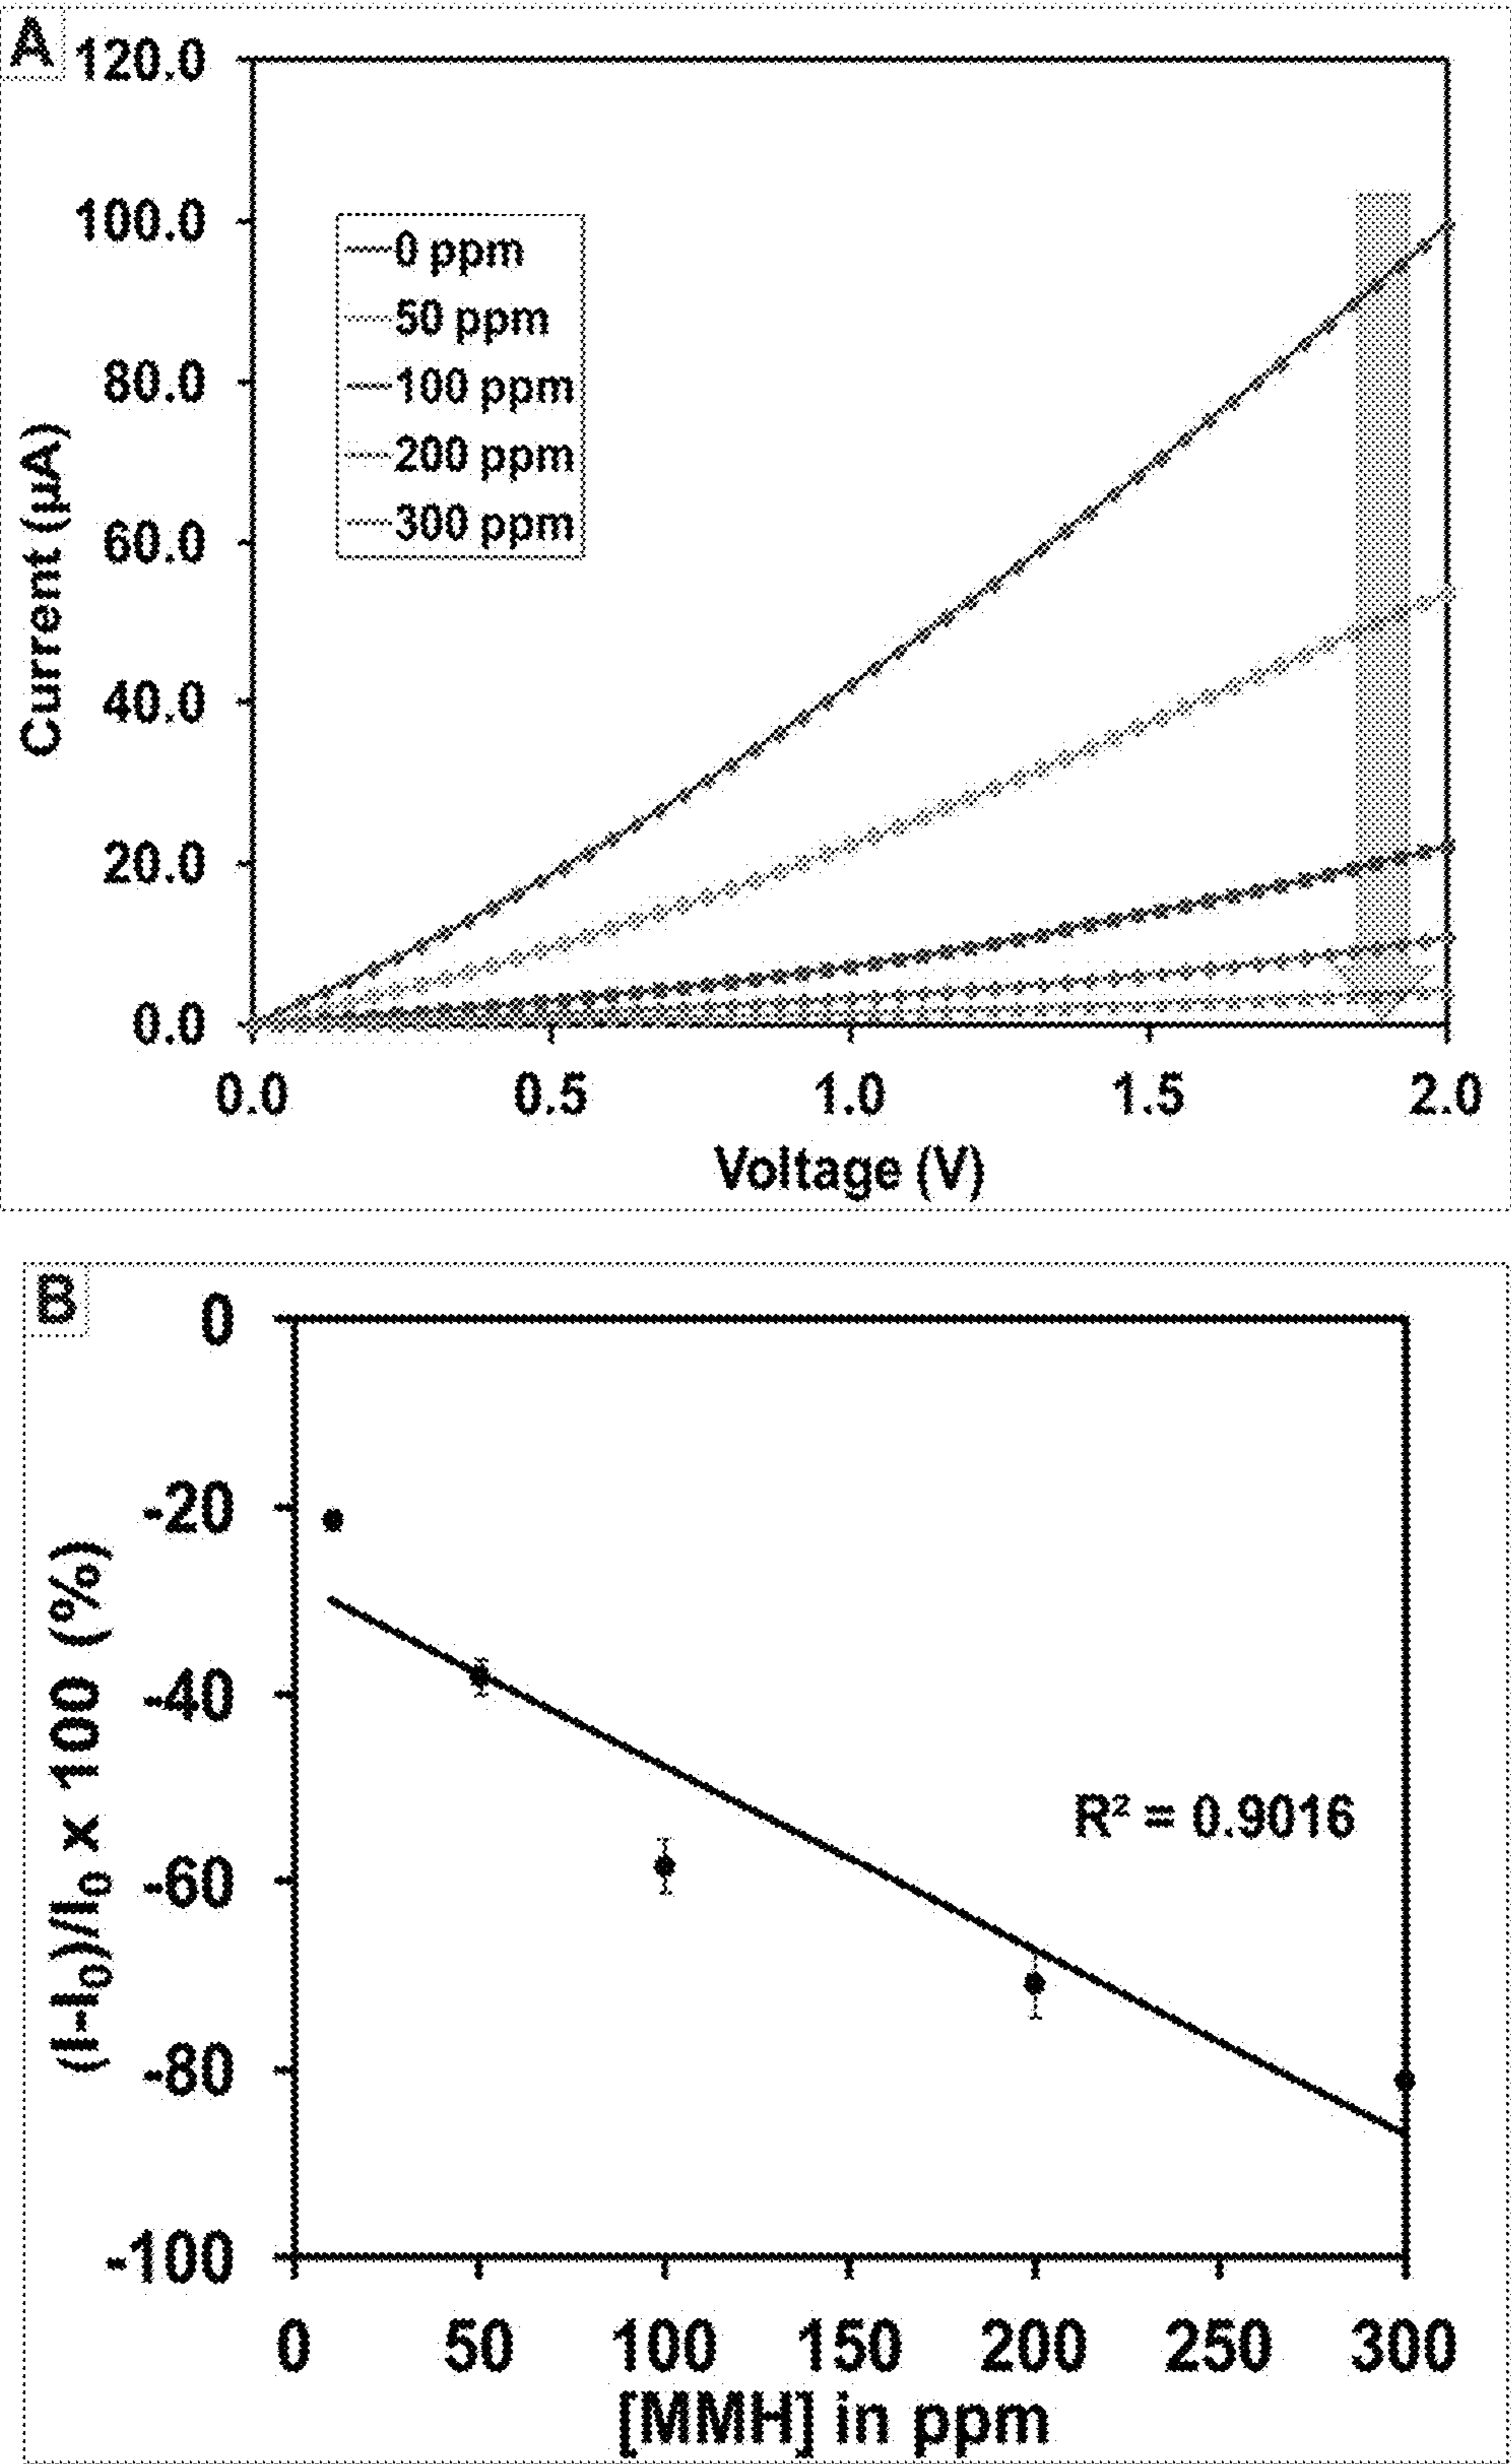 A
120.0
100.0
80.0
60.0
40.0
20.0
0.0
Current (µA)
0 ppm
50 ppm
100 ppm
200 ppm
300 ppm
0.0 0.5 1.0 1.5 2.0
Voltage (V)
B
0
-20
-40
-60
-80
-100
(I-I₀)/I₀ x 100 (%)
R² = 0.9016
0 50 100 150 200 250 300
[MMH] in ppm